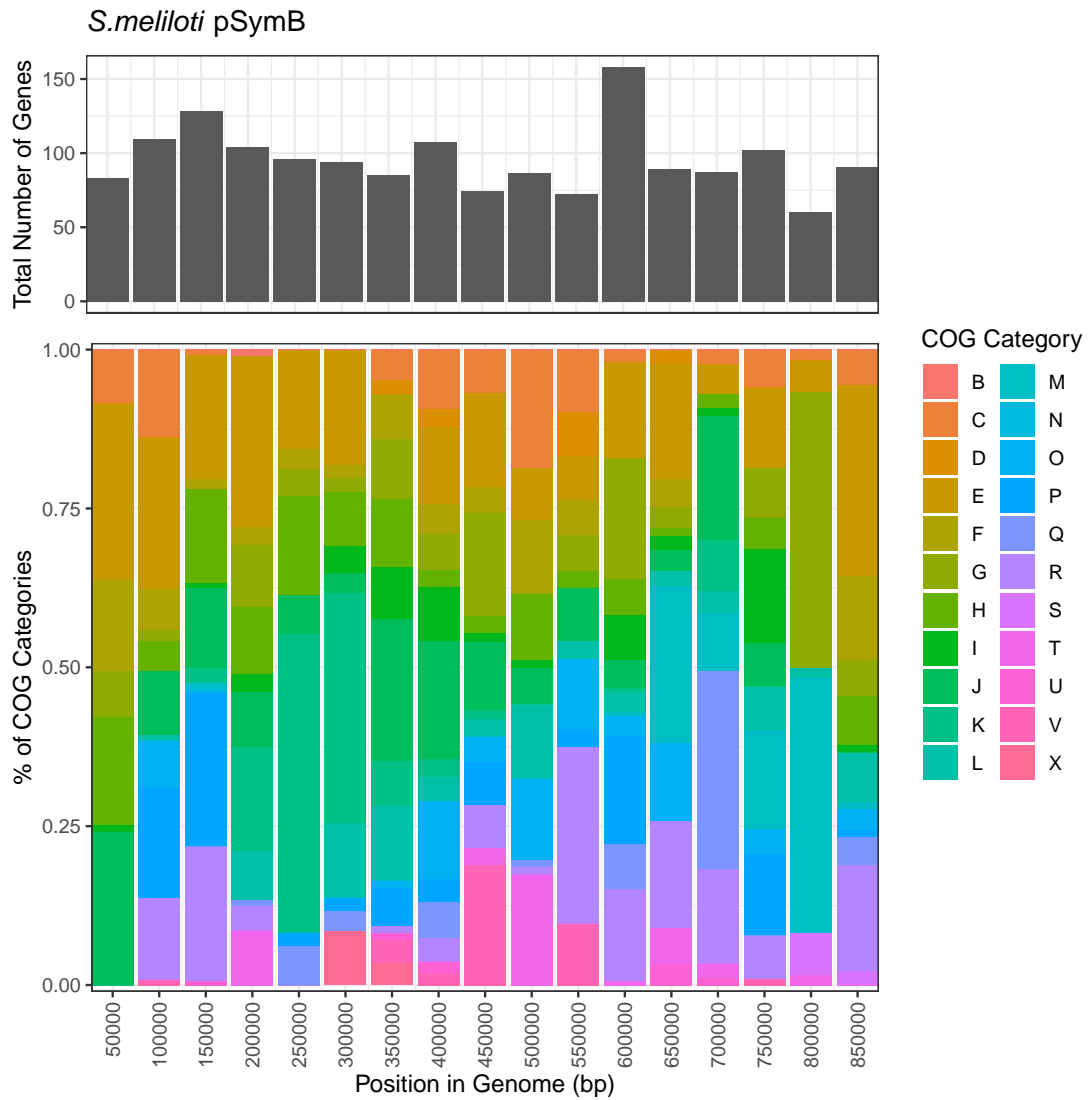 S.meliloti pSymB
Total Number of Genes
150
100
50
0
% of COG Categories
1.00
0.75
0.50
0.25
0.00
50000
100000
150000
200000
250000
300000
350000
400000
450000
500000
550000
600000
650000
700000
750000
800000
850000
Position in Genome (bp)
COG Category
B
C
D
E
F
G
H
I
J
K
L
M
N
O
P
Q
R
S
T
U
V
X